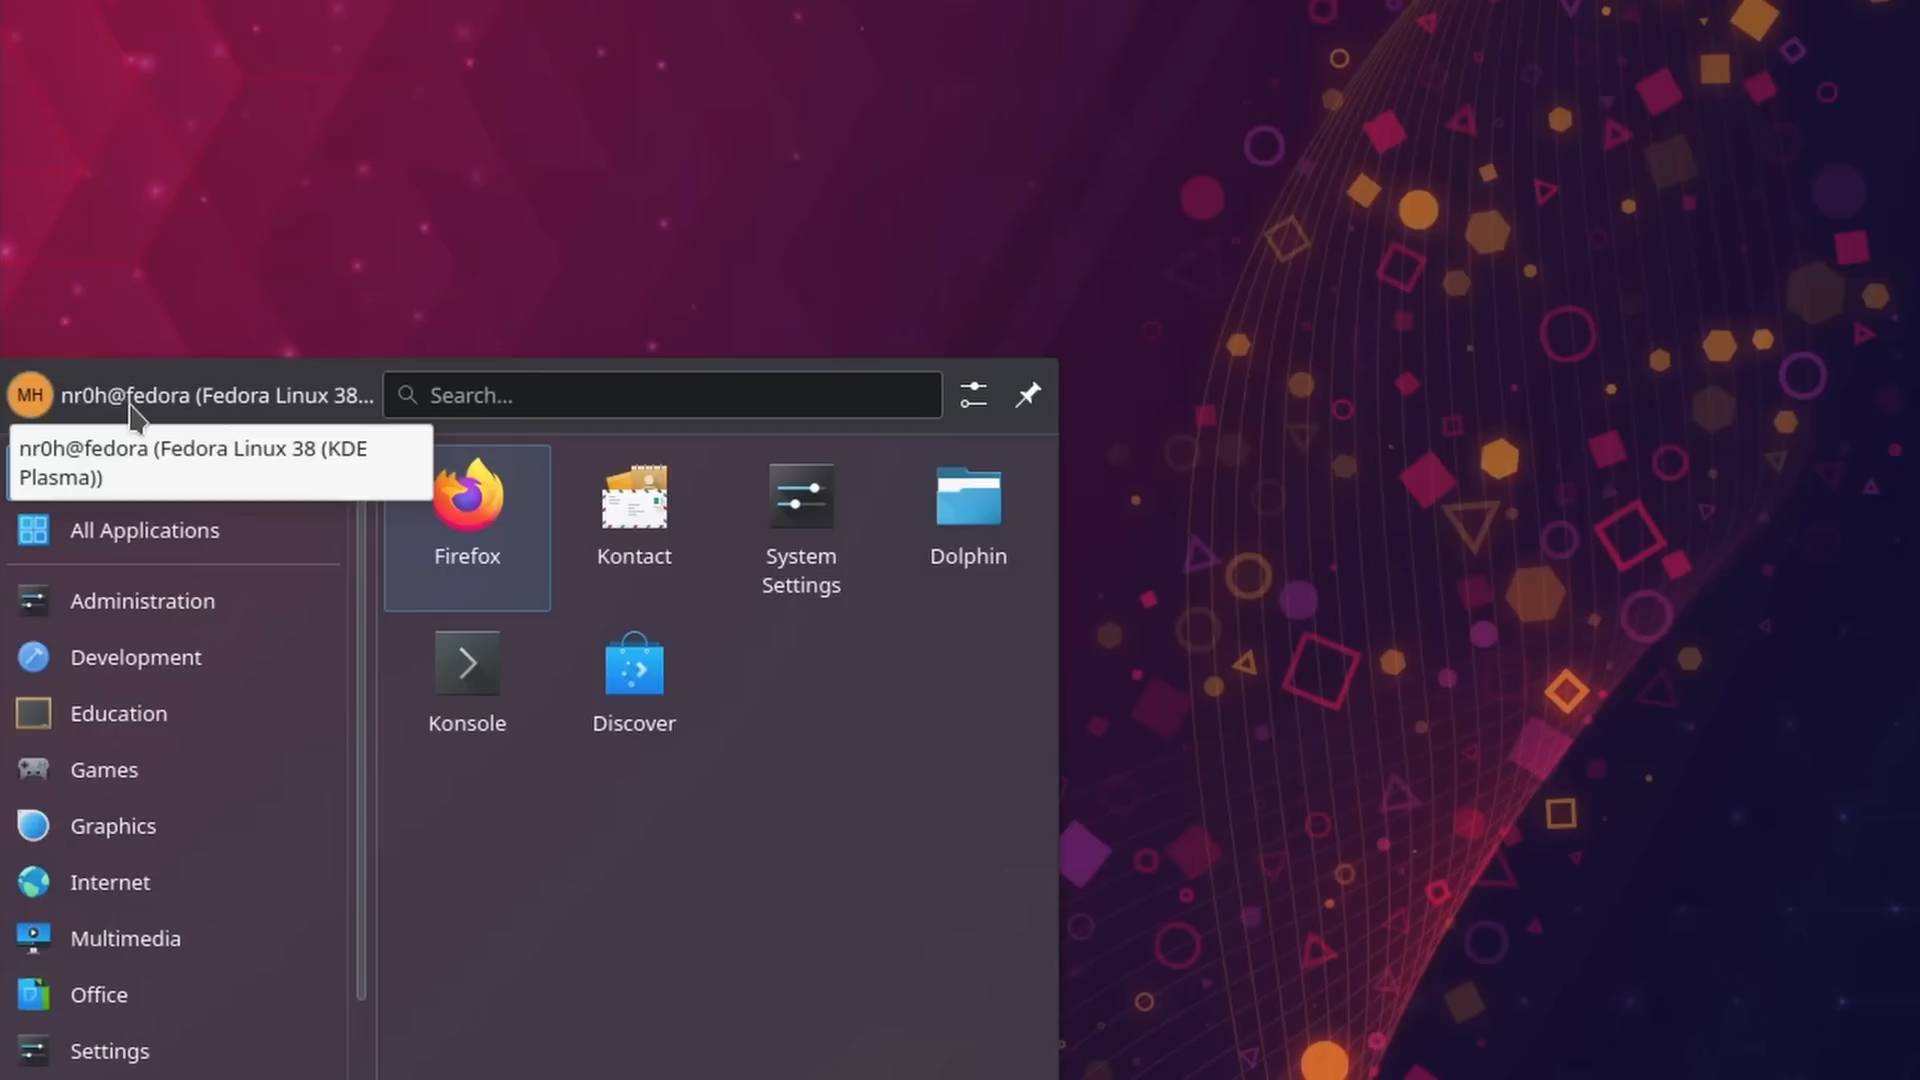 MH
nr0h@fedora (Fedora Linux 38...
Search...
nr0h@fedora (Fedora Linux 38 (KDE
Plasma))
All Applications
Administration
Development
Education
Games
Graphics
Internet
Multimedia
Office
Settings
Firefox
Kontact
System
Settings
Dolphin
Konsole
Discover